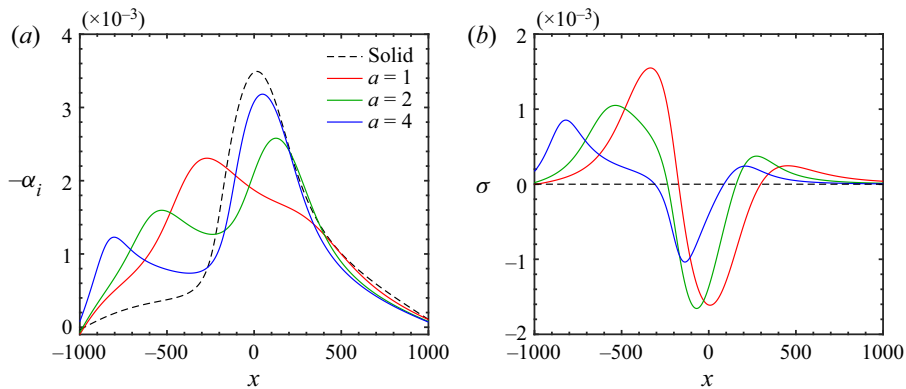 (a)
(×10⁻³)
4
3
2
1
0
−α_i
−1000
−500
0
500
1000
x
Solid
a = 1
a = 2
a = 4
(b)
(×10⁻³)
2
1
0
−1
−2
σ
−1000
−500
0
500
1000
x